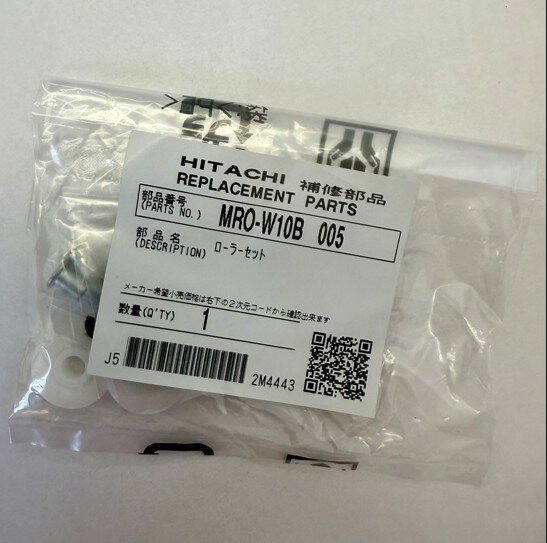 HITACHI 補修部品
REPLACEMENT PARTS
部品番号
(PARTS NO.) MRO-W10B 005
部品名
(DESCRIPTION) ローラーセット
メーカー希望小売価格は右下の2次元コードから確認出来ます
数量(Q'TY) 1
J5
2M4443